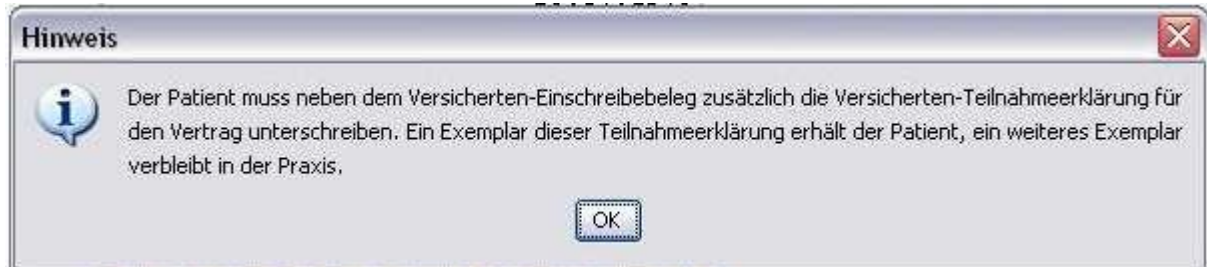 Hinweis
Der Patient muss neben dem Versicherten-Einschreibebeleg zusätzlich die Versicherten-Teilnahmeerklärung für
den Vertrag unterschreiben. Ein Exemplar dieser Teilnahmeerklärung erhält der Patient, ein weiteres Exemplar
verbleibt in der Praxis.
OK